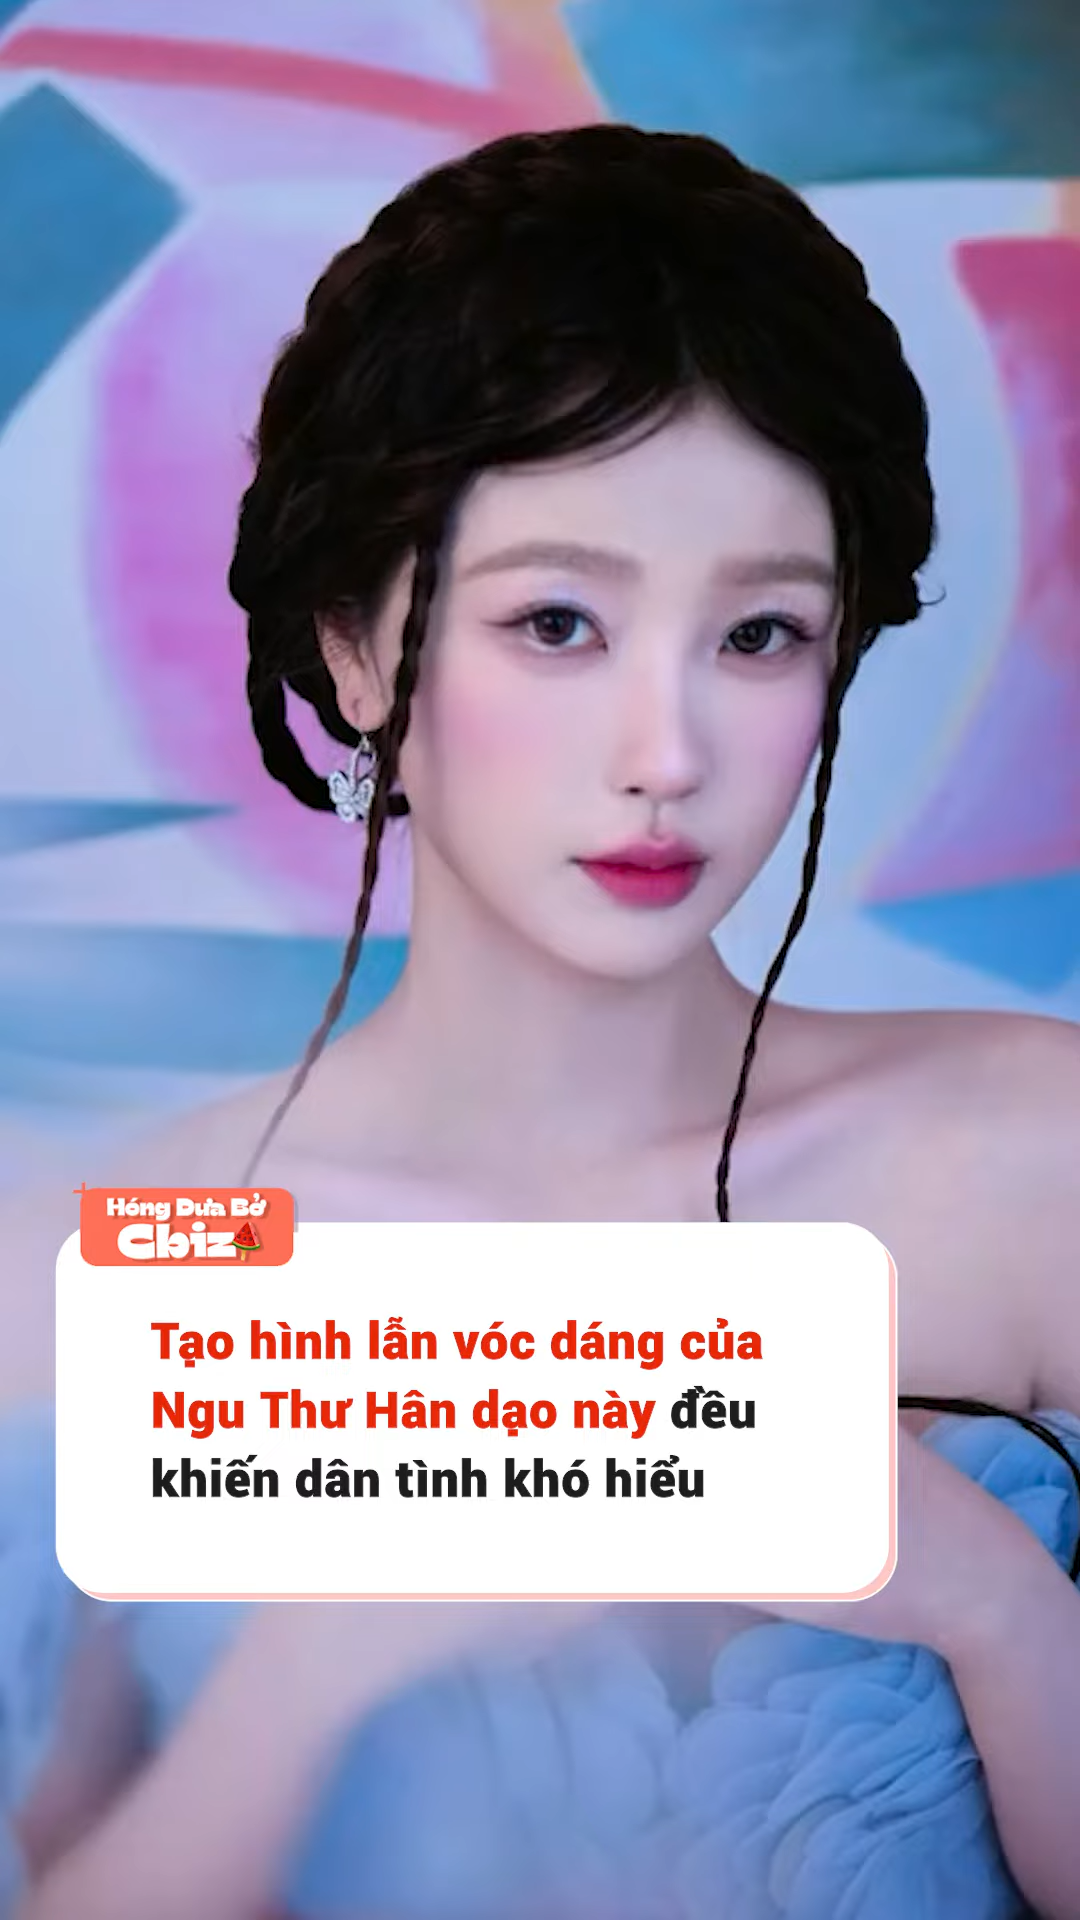 Hóng Dưa Bở
Cbiz
Tạo hình lẫn vóc dáng của
Ngu Thư Hân dạo này đều
khiến dân tình khó hiểu